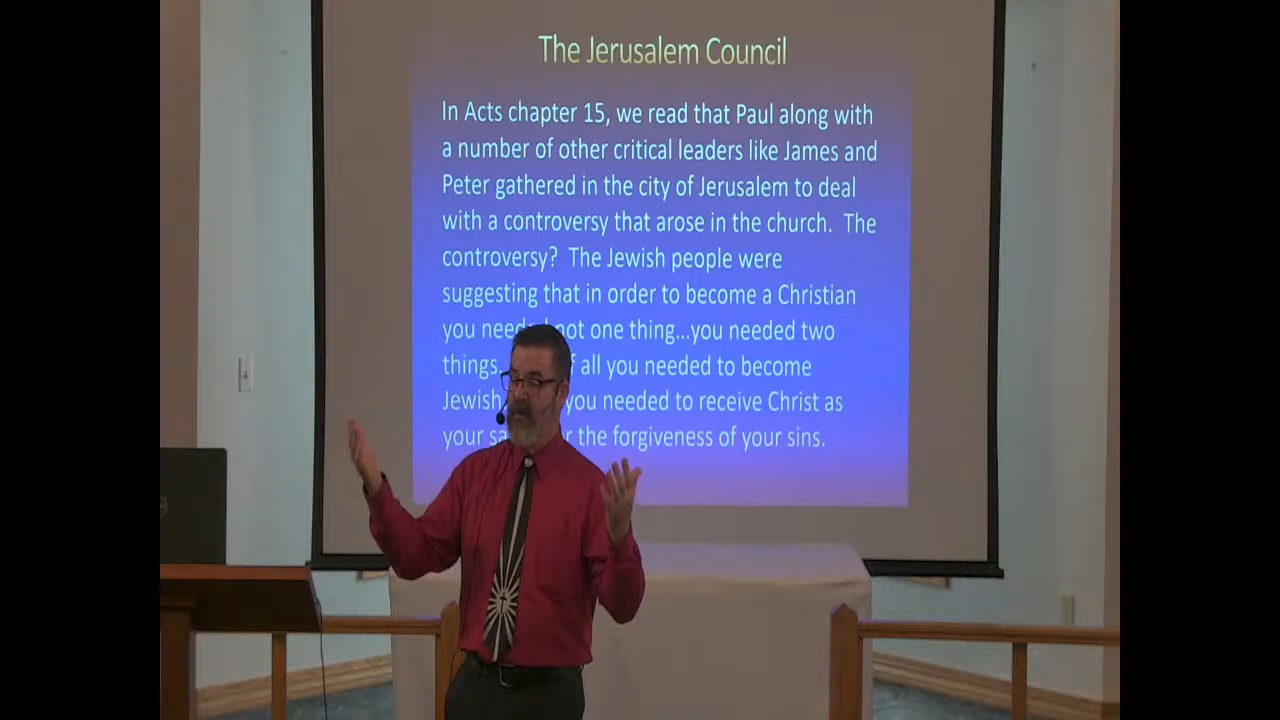 The Jerusalem Council
In Acts chapter 15, we read that Paul along with
a number of other critical leaders like James and
Peter gathered in the city of Jerusalem to deal
with a controversy that arose in the church.  The
controversy?  The Jewish people were
suggesting that in order to become a Christian
you not one thing...you needed two
things. all you needed to become
Jewish you needed to receive Christ as
your the forgiveness of your sins.